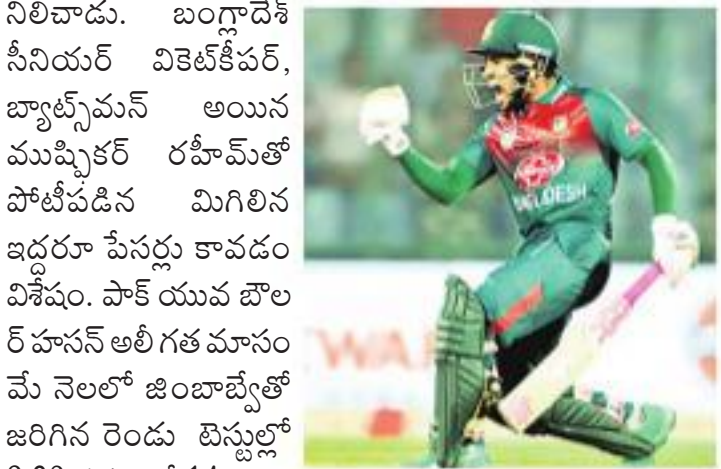 నిలిచాడు. బంగ్లాదేశ్
సీనియర్ వికెట్‌కీపర్,
బ్యాట్స్‌మన్ అయిన
ముష్ఫికర్ రహీమ్‌తో
పోటీపడిన మిగిలిన
ఇద్దరూ పేసర్లు కావడం
విశేషం. పాక్ యువ బౌల
ర్ హసన్ అలీ గత మాసం
మే నెలలో జింబాబ్వేతో
జరిగిన రెండు టెస్టుల్లో